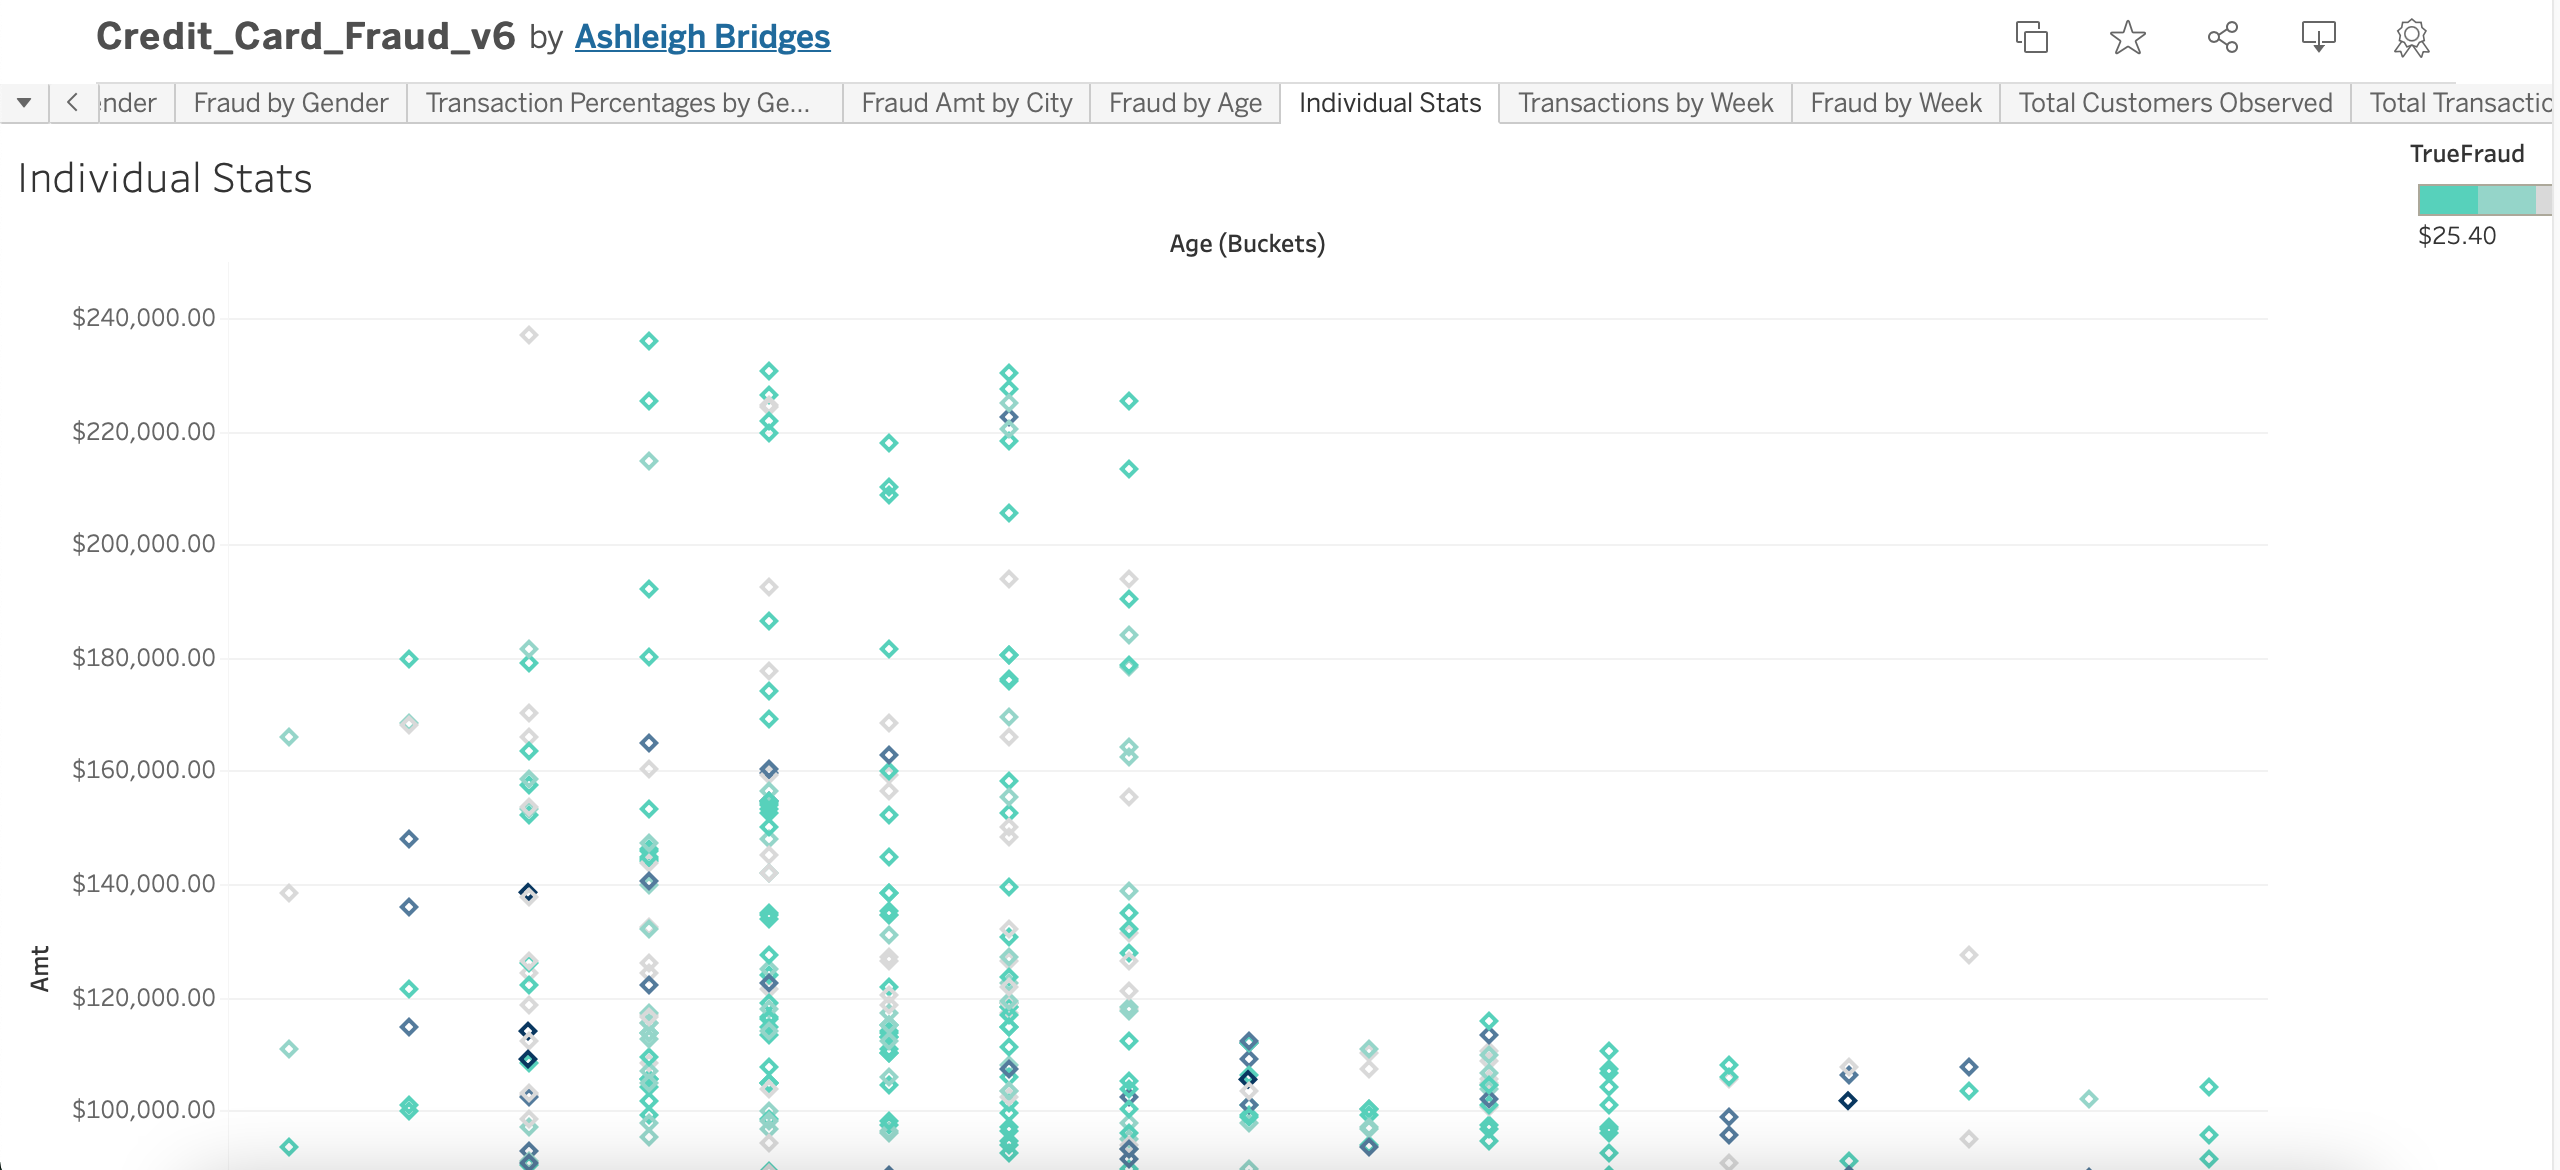 Credit_Card_Fraud_v6 by Ashleigh Bridges
nder Fraud by Gender Transaction Percentages by Ge... Fraud Amt by City Fraud by Age Individual Stats Transactions by Week Fraud by Week Total Customers Observed Total Transactio
Individual Stats
TrueFraud
$25.40
Age (Buckets)
$240,000.00
$220,000.00
$200,000.00
$180,000.00
$160,000.00
$140,000.00
$120,000.00
$100,000.00
Amt